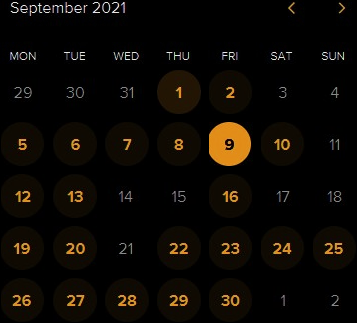 September 2021 < >
MON TUE WED THU FRI SAT SUN
29 30 31 1 2 3 4
5 6 7 8 9 10 11
12 13 14 15 16 17 18
19 20 21 22 23 24 25
26 27 28 29 30 1 2